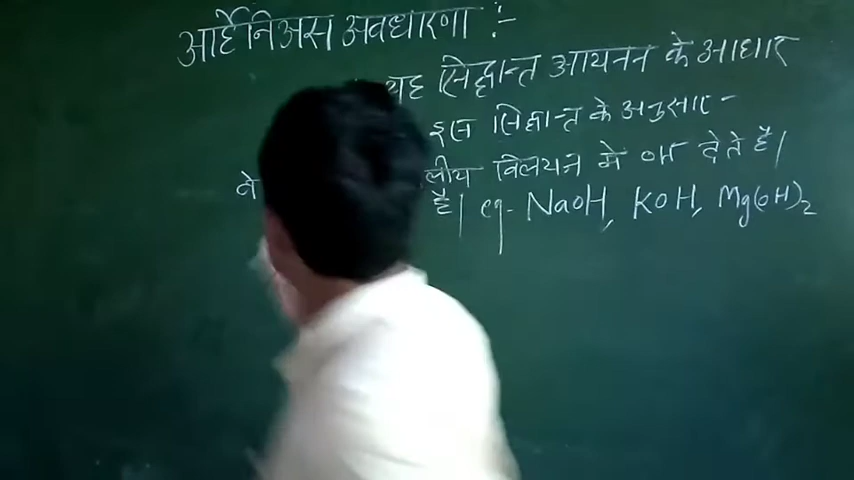 आर्हेनिअस अवधारणा :-
यह सिद्धान्त आयनन के आधार
इस सिद्धान्त के अनुसार -
वे लीय विलयन में OH⁻ देते है।
है। eg- NaOH, KOH, Mg(OH)₂